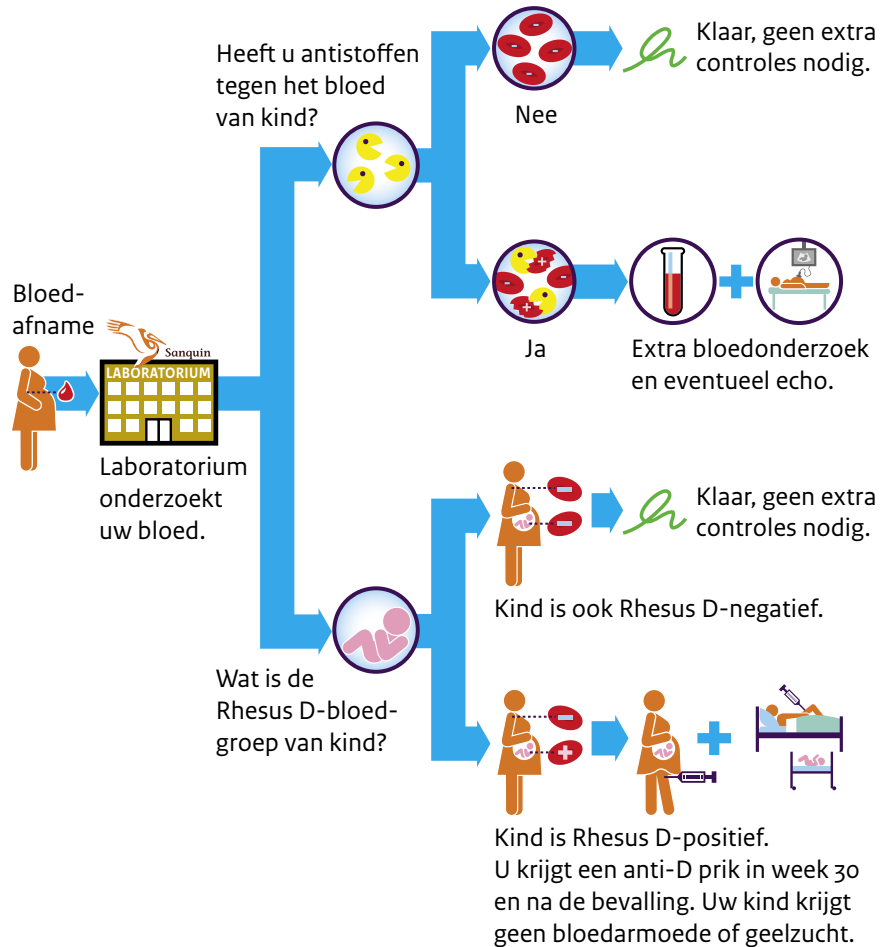 Bloed-
afname
Sanquin
LABORATORIUM
Laboratorium
onderzoekt
uw bloed.
Heeft u antistoffen
tegen het bloed
van kind?
Nee
Klaar, geen extra
controles nodig.
Ja
Extra bloedonderzoek
en eventueel echo.
Wat is de
Rhesus D-bloed-
groep van kind?
Klaar, geen extra
controles nodig.
Kind is ook Rhesus D-negatief.
Kind is Rhesus D-positief.
U krijgt een anti-D prik in week 30
en na de bevalling. Uw kind krijgt
geen bloedarmoede of geelzucht.